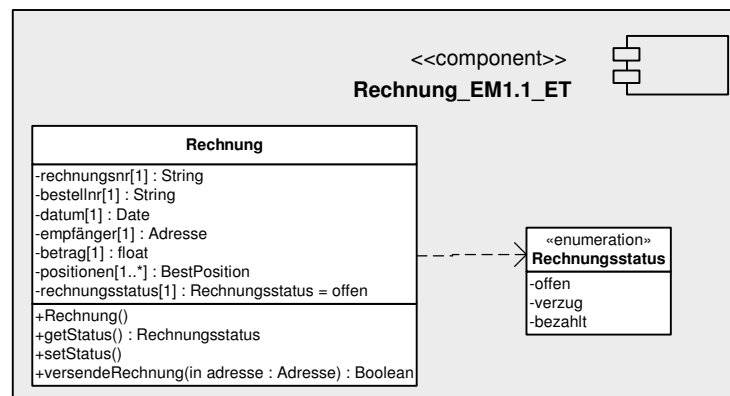 <<component>>
Rechnung_EM1.1_ET
Rechnung
-rechnungsnr[1] : String
-bestellnr[1] : String
-datum[1] : Date
-empfänger[1] : Adresse
-betrag[1] : float
-positionen[1..*] : BestPosition
-rechnungsstatus[1] : Rechnungsstatus = offen
+Rechnung()
+getStatus() : Rechnungsstatus
+setStatus()
+versendeRechnung(in adresse : Adresse) : Boolean
«enumeration»
Rechnungsstatus
-offen
-verzug
-bezahlt